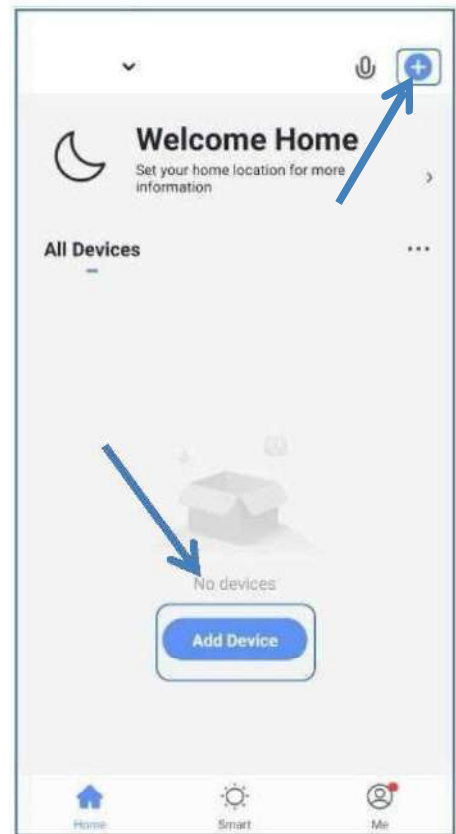 Welcome Home
Set your home location for more
information
All Devices
No devices
Add Device
Home
Smart
Me